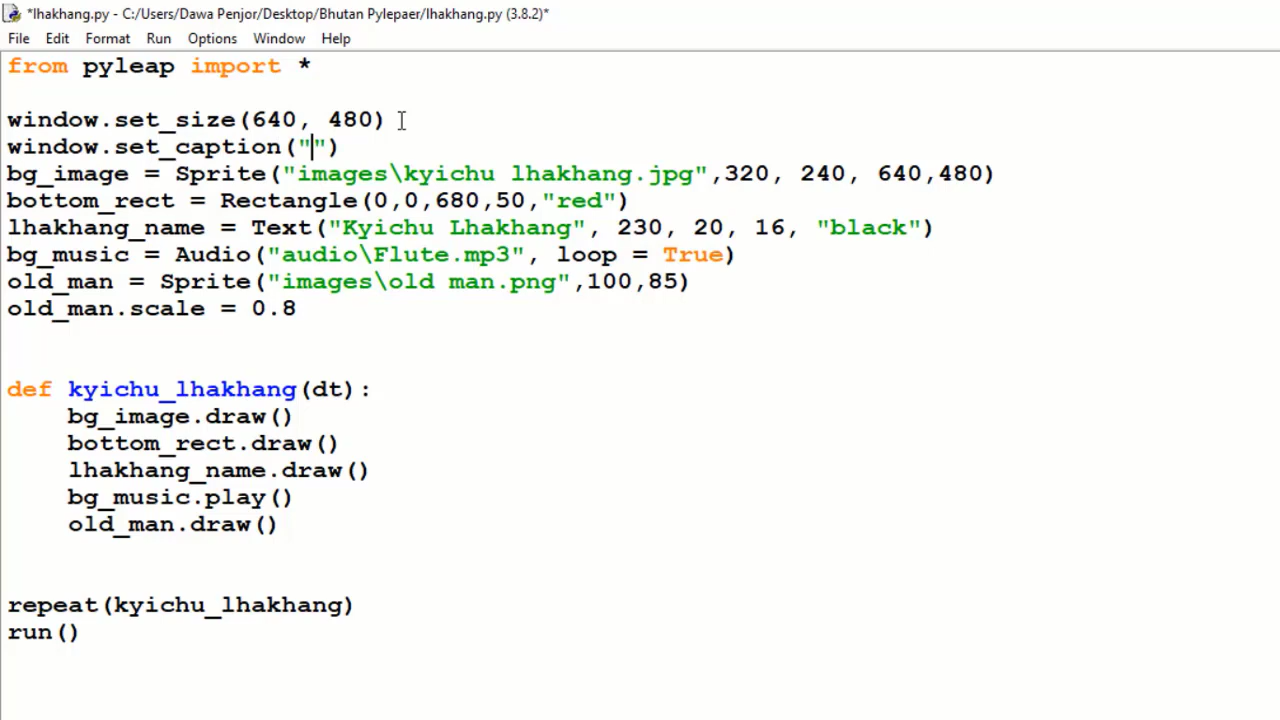 *lhakhang.py - C:/Users/Dawa Penjor/Desktop/Bhutan Pylepaer/lhakhang.py (3.8.2)*
File Edit Format Run Options Window Help
from pyleap import *
window.set_size(640, 480)
window.set_caption("")
bg_image = Sprite("images\kyichu lhakhang.jpg",320, 240, 640,480)
bottom_rect = Rectangle(0,0,680,50,"red")
lhakhang_name = Text("Kyichu Lhakhang", 230, 20, 16, "black")
bg_music = Audio("audio\Flute.mp3", loop = True)
old_man = Sprite("images\old man.png",100,85)
old_man.scale = 0.8
def kyichu_lhakhang(dt):
    bg_image.draw()
    bottom_rect.draw()
    lhakhang_name.draw()
    bg_music.play()
    old_man.draw()
repeat(kyichu_lhakhang)
run()